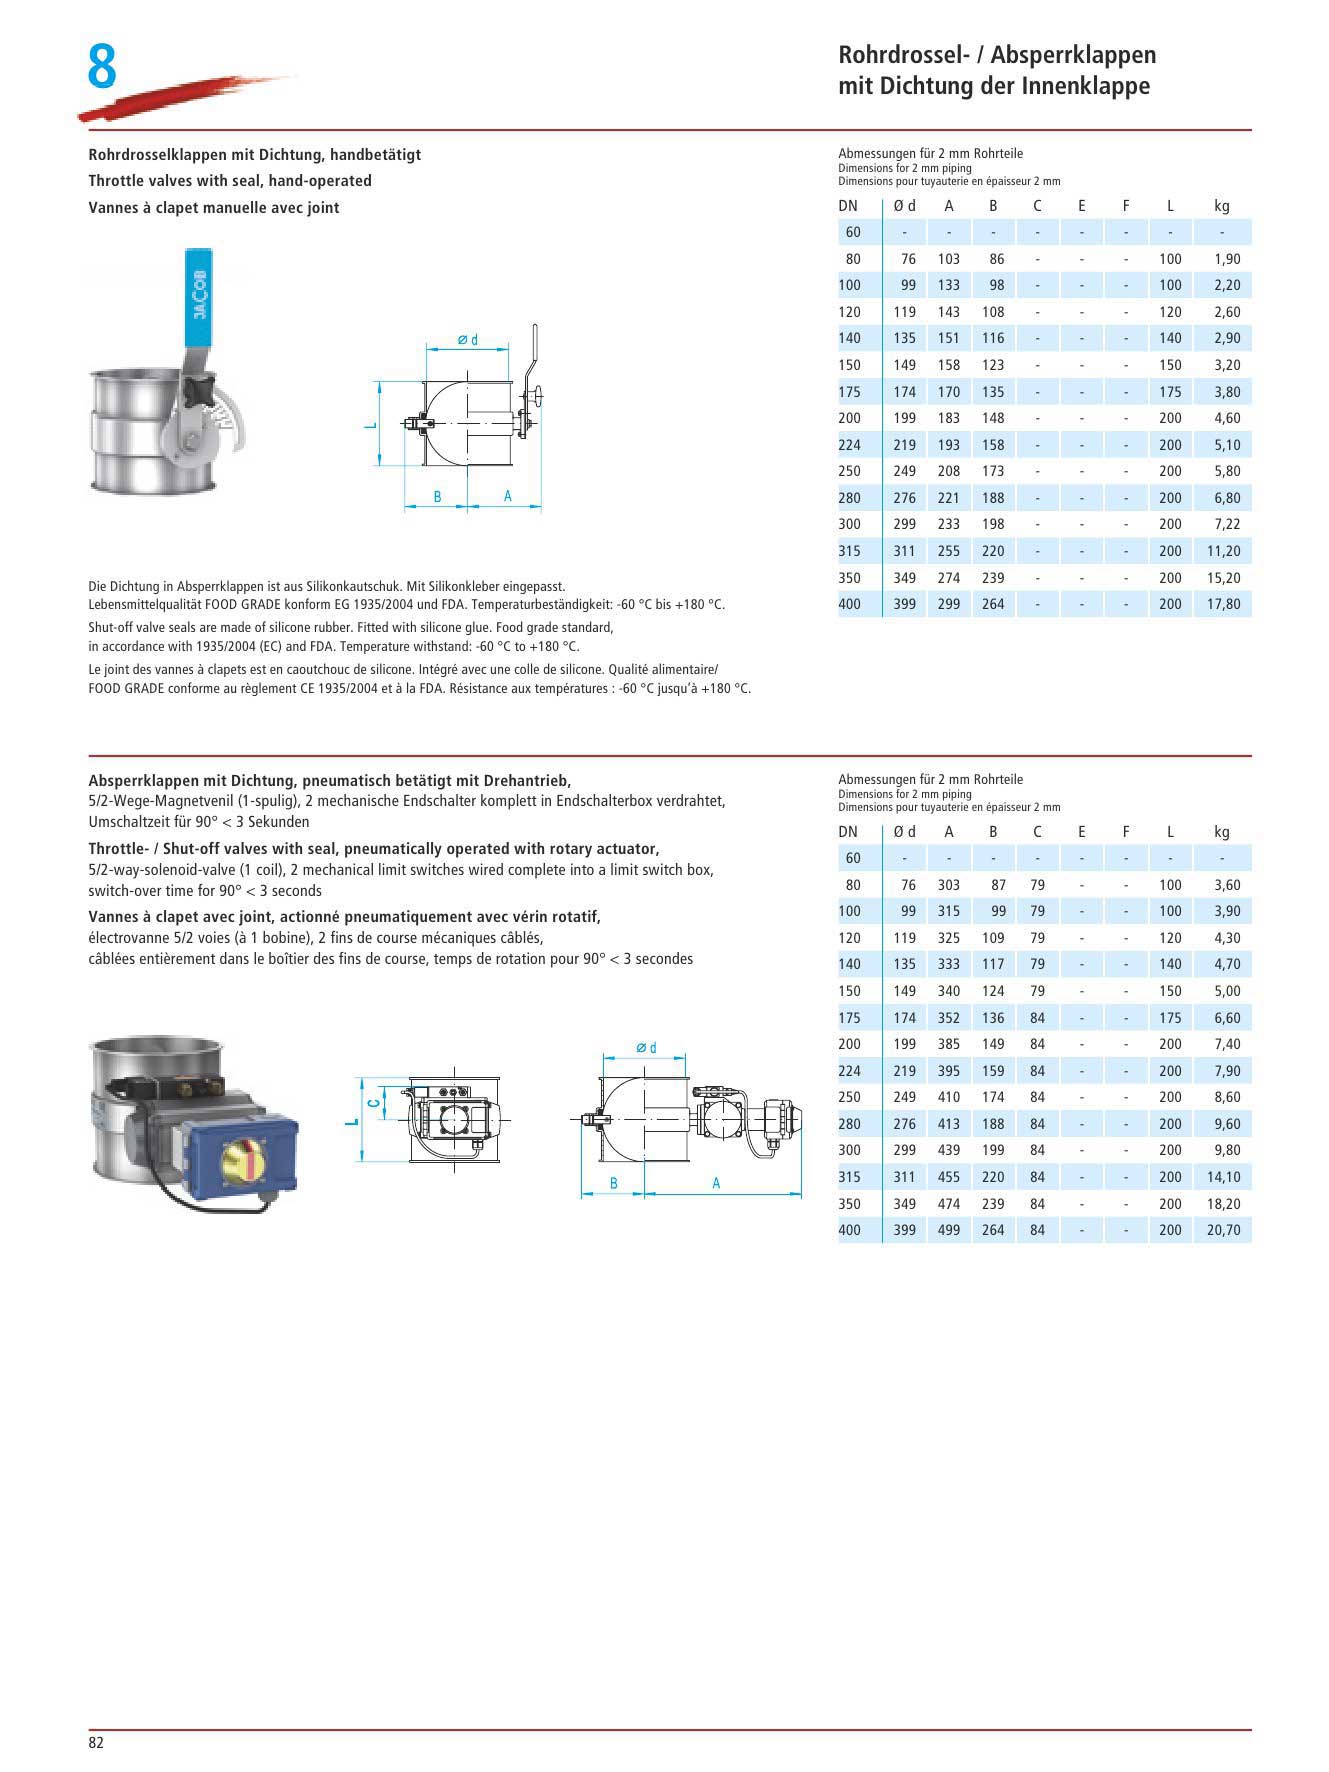 8
Rohrdrossel- / Absperrklappen
mit Dichtung der Innenklappe
Rohrdrosselklappen mit Dichtung, handbetätigt
Throttle valves with seal, hand-operated
Vannes à clapet manuelle avec joint
JACOB
Ø d
L
B A
Die Dichtung in Absperrklappen ist aus Silikonkautschuk. Mit Silikonkleber eingepasst.
Lebensmittelqualität FOOD GRADE konform EG 1935/2004 und FDA. Temperaturbeständigkeit: -60 °C bis +180 °C.
Shut-off valve seals are made of silicone rubber. Fitted with silicone glue. Food grade standard,
in accordance with 1935/2004 (EC) and FDA. Temperature withstand: -60 °C to +180 °C.
Le joint des vannes à clapets est en caoutchouc de silicone. Intégré avec une colle de silicone. Qualité alimentaire/
FOOD GRADE conforme au règlement CE 1935/2004 et à la FDA. Résistance aux températures : -60 °C jusqu'à +180 °C.
Abmessungen für 2 mm Rohrteile
Dimensions for 2 mm piping
Dimensions pour tuyauterie en épaisseur 2 mm
DN Ø d A B C E F L kg
60 - - - - - - - -
80 76 103 86 - - - 100 1,90
100 99 133 98 - - - 100 2,20
120 119 143 108 - - - 120 2,60
140 135 151 116 - - - 140 2,90
150 149 158 123 - - - 150 3,20
175 174 170 135 - - - 175 3,80
200 199 183 148 - - - 200 4,60
224 219 193 158 - - - 200 5,10
250 249 208 173 - - - 200 5,80
280 276 221 188 - - - 200 6,80
300 299 233 198 - - - 200 7,22
315 311 255 220 - - - 200 11,20
350 349 274 239 - - - 200 15,20
400 399 299 264 - - - 200 17,80
Absperrklappen mit Dichtung, pneumatisch betätigt mit Drehantrieb,
5/2-Wege-Magnetvenil (1-spulig), 2 mechanische Endschalter komplett in Endschalterbox verdrahtet,
Umschaltzeit für 90° < 3 Sekunden
Throttle- / Shut-off valves with seal, pneumatically operated with rotary actuator,
5/2-way-solenoid-valve (1 coil), 2 mechanical limit switches wired complete into a limit switch box,
switch-over time for 90° < 3 seconds
Vannes à clapet avec joint, actionné pneumatiquement avec vérin rotatif,
électrovanne 5/2 voies (à 1 bobine), 2 fins de course mécaniques câblés,
câblées entièrement dans le boîtier des fins de course, temps de rotation pour 90° < 3 secondes
L
C
Ø d
B A
Abmessungen für 2 mm Rohrteile
Dimensions for 2 mm piping
Dimensions pour tuyauterie en épaisseur 2 mm
DN Ø d A B C E F L kg
60 - - - - - - - -
80 76 303 87 79 - - 100 3,60
100 99 315 99 79 - - 100 3,90
120 119 325 109 79 - - 120 4,30
140 135 333 117 79 - - 140 4,70
150 149 340 124 79 - - 150 5,00
175 174 352 136 84 - - 175 6,60
200 199 385 149 84 - - 200 7,40
224 219 395 159 84 - - 200 7,90
250 249 410 174 84 - - 200 8,60
280 276 413 188 84 - - 200 9,60
300 299 439 199 84 - - 200 9,80
315 311 455 220 84 - - 200 14,10
350 349 474 239 84 - - 200 18,20
400 399 499 264 84 - - 200 20,70
82